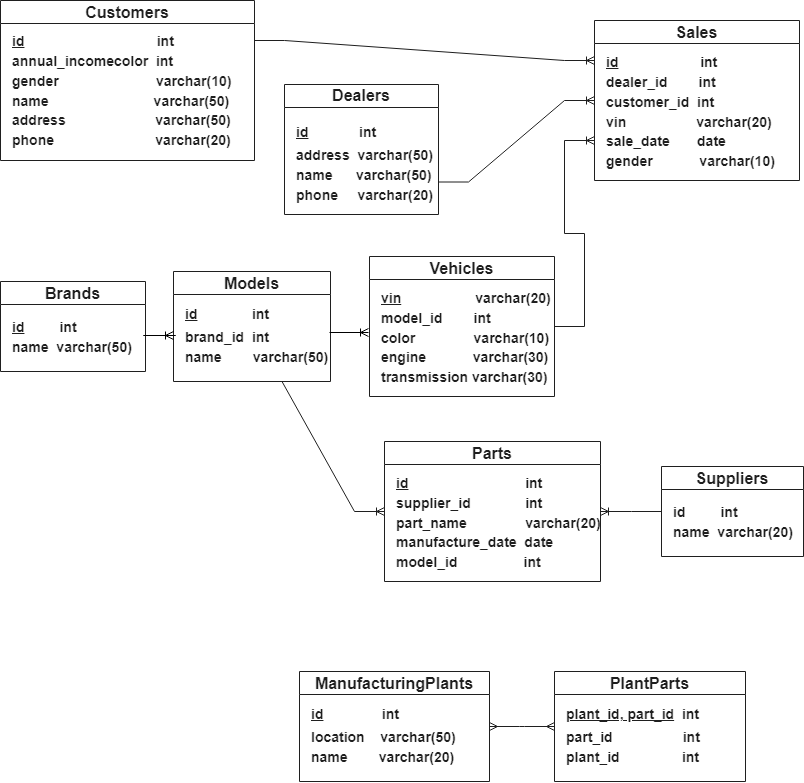 Customers
id int
annual_incomecolor int
gender varchar(10)
name varchar(50)
address varchar(50)
phone varchar(20)
Sales
id int
dealer_id int
customer_id int
vin varchar(20)
sale_date date
gender varchar(10)
Dealers
id int
address varchar(50)
name varchar(50)
phone varchar(20)
Brands
id int
name varchar(50)
Models
id int
brand_id int
name varchar(50)
Vehicles
vin varchar(20)
model_id int
color varchar(10)
engine varchar(30)
transmission varchar(30)
Parts
id int
supplier_id int
part_name varchar(20)
manufacture_date date
model_id int
Suppliers
id int
name varchar(20)
ManufacturingPlants
id int
location varchar(50)
name varchar(20)
PlantParts
plant_id, part_id int
part_id int
plant_id int